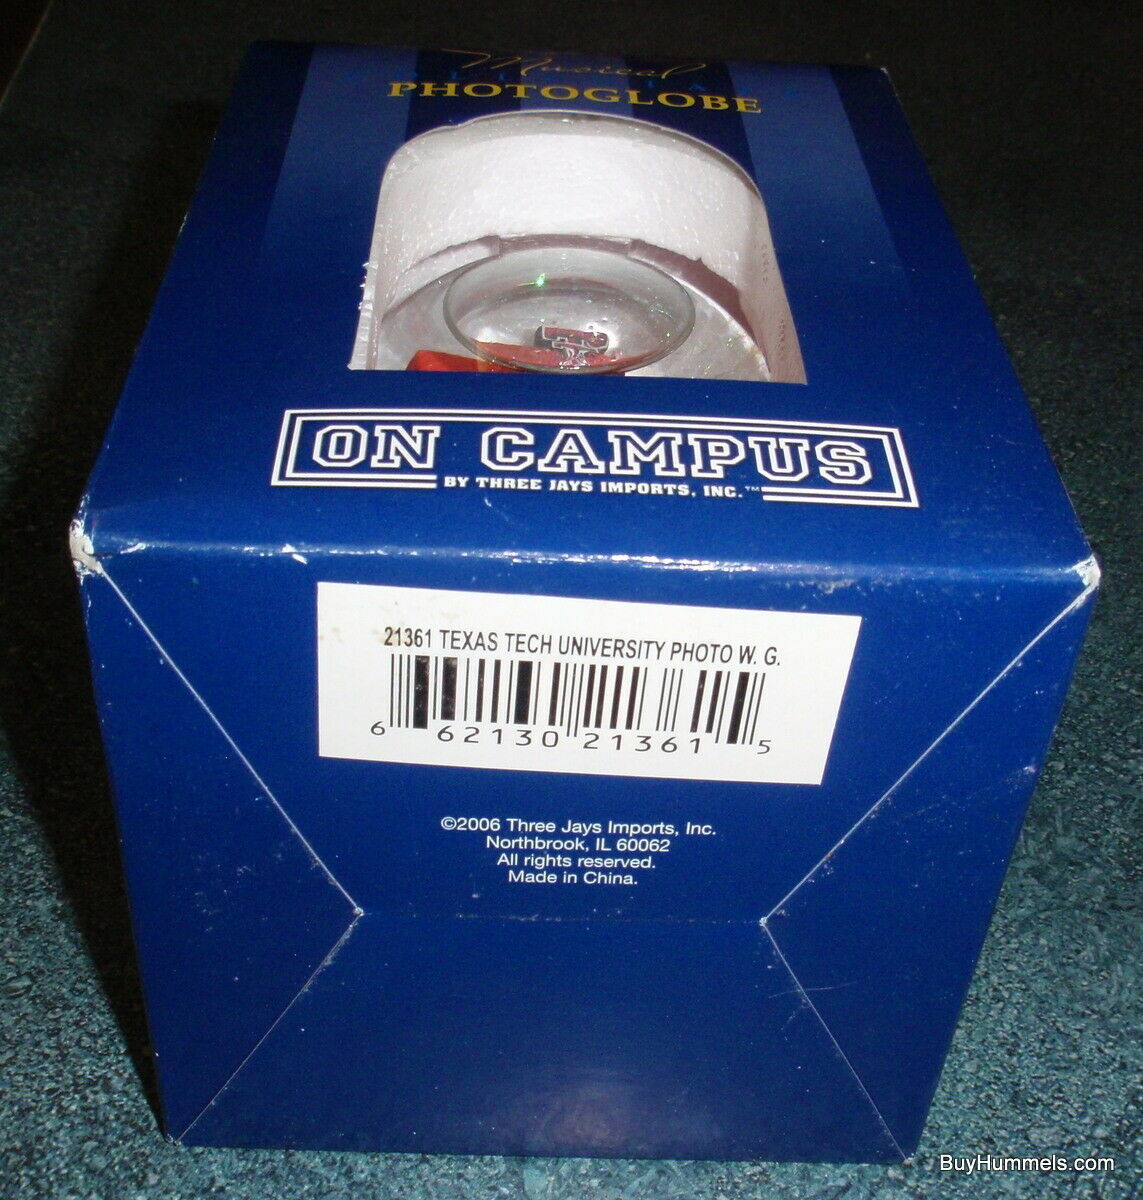 Musical
PHOTOGLOBE
ON CAMPUS
BY THREE JAYS IMPORTS, INC.™
21361 TEXAS TECH UNIVERSITY PHOTO W. G.
6 62130 21361 5
©2006 Three Jays Imports, Inc.
Northbrook, IL 60062
All rights reserved.
Made in China.
BuyHummels.com